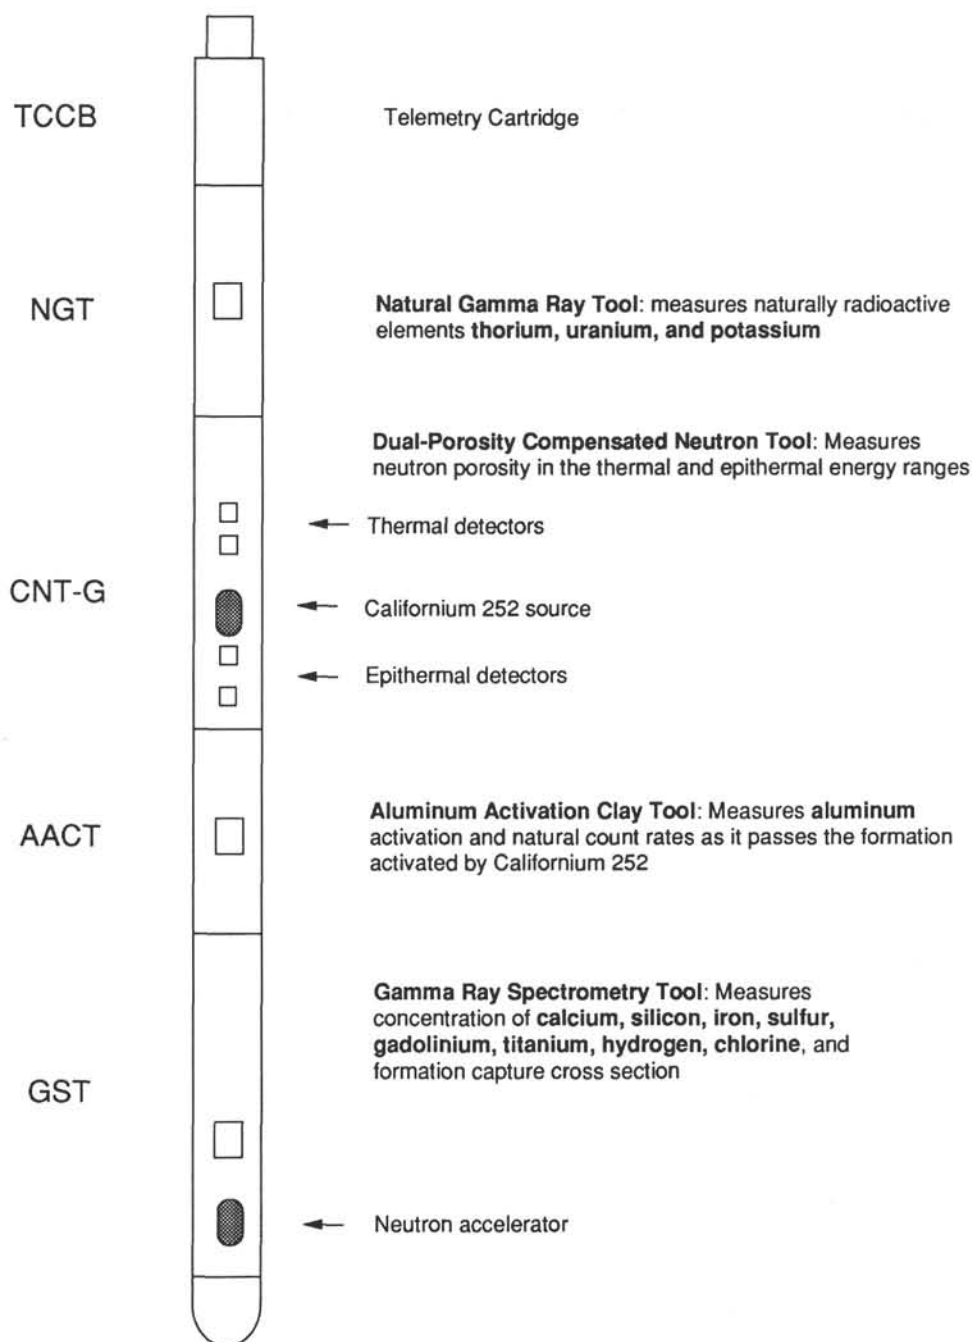 TCCB
Telemetry Cartridge
NGT
Natural Gamma Ray Tool: measures naturally radioactive
elements thorium, uranium, and potassium
Dual-Porosity Compensated Neutron Tool: Measures
neutron porosity in the thermal and epithermal energy ranges
Thermal detectors
CNT-G
Californium 252 source
Epithermal detectors
AACT
Aluminum Activation Clay Tool: Measures aluminum
activation and natural count rates as it passes the formation
activated by Californium 252
Gamma Ray Spectrometry Tool: Measures
concentration of calcium, silicon, iron, sulfur,
gadolinium, titanium, hydrogen, chlorine, and
formation capture cross section
GST
Neutron accelerator